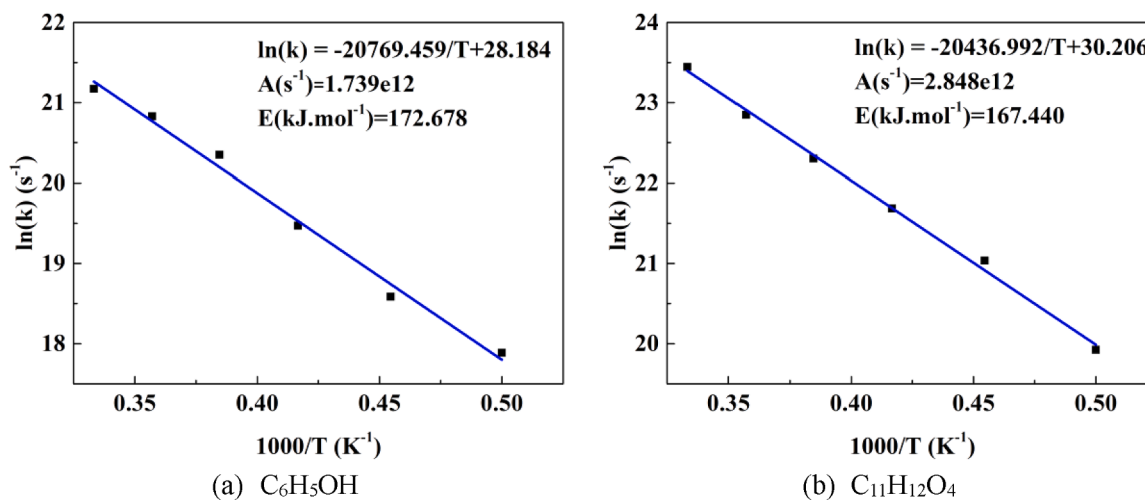 22
21
20
19
18
ln(k) (s⁻¹)
ln(k) = -20769.459/T+28.184
A(s⁻¹)=1.739e12
E(kJ.mol⁻¹)=172.678
0.35 0.40 0.45 0.50
1000/T (K⁻¹)
(a) C₆H₅OH
24
23
22
21
20
ln(k) (s⁻¹)
ln(k) = -20436.992/T+30.206
A(s⁻¹)=2.848e12
E(kJ.mol⁻¹)=167.440
0.35 0.40 0.45 0.50
1000/T (K⁻¹)
(b) C₁₁H₁₂O₄